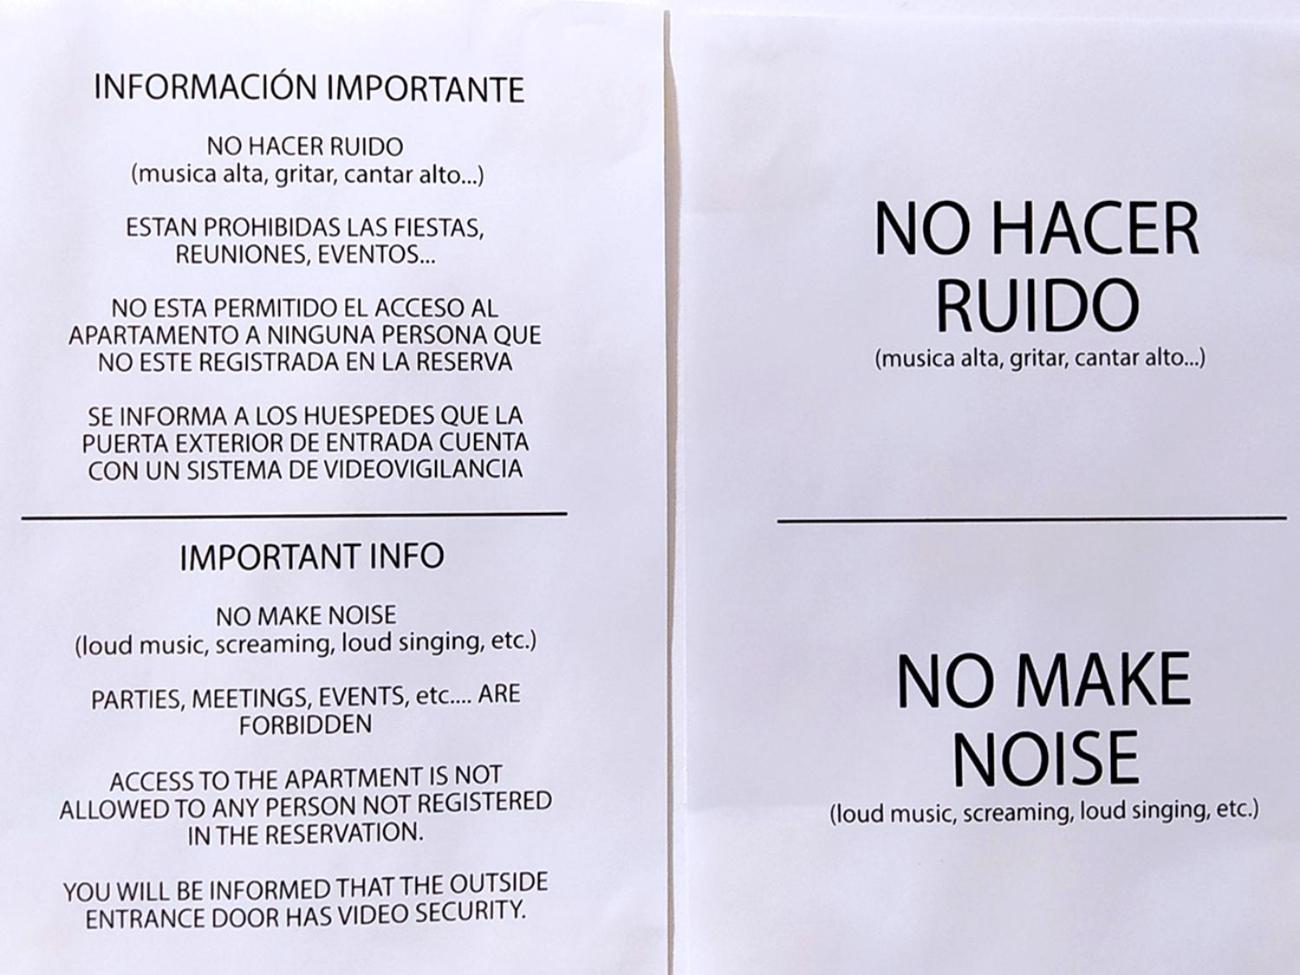 INFORMACIÓN IMPORTANTE
NO HACER RUIDO
(musica alta, gritar, cantar alto...)
ESTAN PROHIBIDAS LAS FIESTAS,
REUNIONES, EVENTOS...
NO ESTA PERMITIDO EL ACCESO AL
APARTAMENTO A NINGUNA PERSONA QUE
NO ESTE REGISTRADA EN LA RESERVA
SE INFORMA A LOS HUESPEDES QUE LA
PUERTA EXTERIOR DE ENTRADA CUENTA
CON UN SISTEMA DE VIDEOVIGILANCIA
IMPORTANT INFO
NO MAKE NOISE
(loud music, screaming, loud singing, etc.)
PARTIES, MEETINGS, EVENTS, etc.... ARE
FORBIDDEN
ACCESS TO THE APARTMENT IS NOT
ALLOWED TO ANY PERSON NOT REGISTERED
IN THE RESERVATION.
YOU WILL BE INFORMED THAT THE OUTSIDE
ENTRANCE DOOR HAS VIDEO SECURITY.
NO HACER
RUIDO
(musica alta, gritar, cantar alto...)
NO MAKE
NOISE
(loud music, screaming, loud singing, etc.)